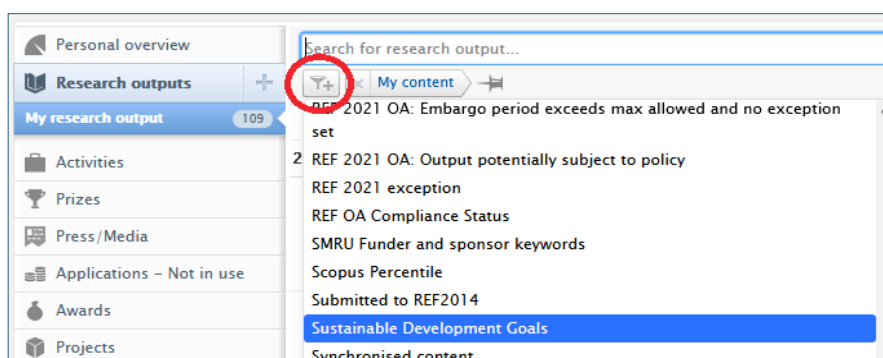 Personal overview
Research outputs
My research output 109
Activities
Prizes
Press/Media
Applications – Not in use
Awards
Projects
Search for research output...
My content
REF 2021 OA: Embargo period exceeds max allowed and no exception
set
2
REF 2021 OA: Output potentially subject to policy
REF 2021 exception
REF OA Compliance Status
SMRU Funder and sponsor keywords
Scopus Percentile
Submitted to REF2014
Sustainable Development Goals
Synchronised content